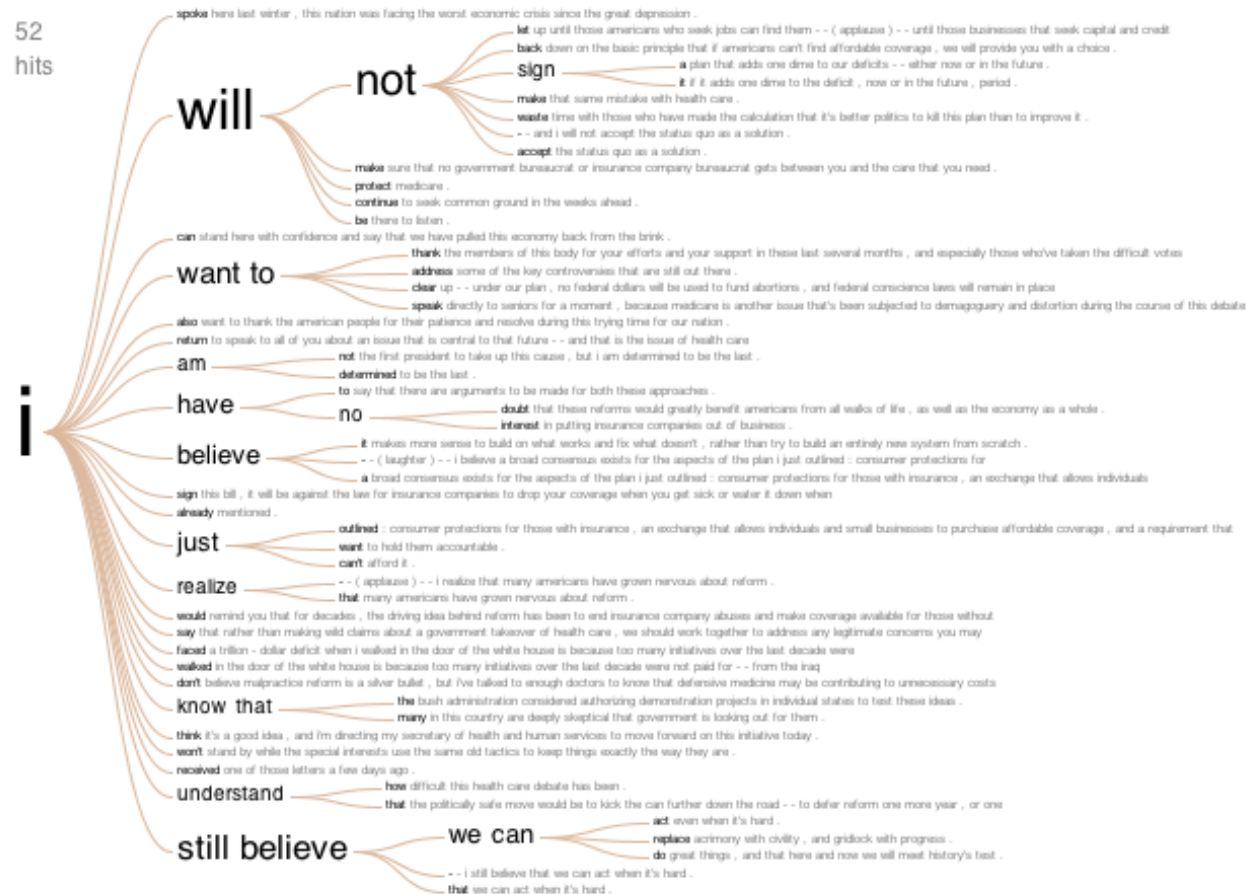 52
hits
i
spoke here last winter , this nation was facing the worst economic crisis since the great depression .
will
not
let up until those americans who seek jobs can find them - - ( applause ) - - until those businesses that seek capital and credit
back down on the basic principle that if americans can't find affordable coverage , we will provide you with a choice .
sign
a plan that adds one dime to our deficits - - either now or in the future .
it if it adds one dime to the deficit , now or in the future , period .
make that same mistake with health care .
waste time with those who have made the calculation that it's better politics to kill this plan than to improve it .
- - and i will not accept the status quo as a solution .
accept the status quo as a solution .
make sure that no government bureaucrat or insurance company bureaucrat gets between you and the care that you need .
protect medicare .
continue to seek common ground in the weeks ahead .
be there to listen .
can stand here with confidence and say that we have pulled this economy back from the brink .
want to
thank the members of this body for your efforts and your support in these last several months , and especially those who've taken the difficult votes
address some of the key controversies that are still out there .
clear up - - under our plan , no federal dollars will be used to fund abortions , and federal conscience laws will remain in place
speak directly to seniors for a moment , because medicare is another issue that's been subjected to demagoguery and distortion during the course of this debate
also want to thank the american people for their patience and resolve during this trying time for our nation .
return to speak to all of you about an issue that is central to that future - - and that is the issue of health care
am
not the first president to take up this cause , but i am determined to be the last .
determined to be the last .
have
to say that there are arguments to be made for both these approaches .
no
doubt that these reforms would greatly benefit americans from all walks of life , as well as the economy as a whole .
interest in putting insurance companies out of business .
believe
it makes more sense to build on what works and fix what doesn't , rather than try to build an entirely new system from scratch .
- - ( laughter ) - - i believe a broad consensus exists for the aspects of the plan i just outlined : consumer protections for
a broad consensus exists for the aspects of the plan i just outlined : consumer protections for those with insurance , an exchange that allows individuals
sign this bill , it will be against the law for insurance companies to drop your coverage when you get sick or water it down when
already mentioned .
just
outlined : consumer protections for those with insurance , an exchange that allows individuals and small businesses to purchase affordable coverage , and a requirement that
want to hold them accountable .
can't afford it .
realize
- - ( applause ) - - i realize that many americans have grown nervous about reform .
that many americans have grown nervous about reform .
would remind you that for decades , the driving idea behind reform has been to end insurance company abuses and make coverage available for those without
say that rather than making wild claims about a government takeover of health care , we should work together to address any legitimate concerns you may
faced a trillion - dollar deficit when i walked in the door of the white house is because too many initiatives over the last decade were
walked in the door of the white house is because too many initiatives over the last decade were not paid for - - from the iraq
don't believe malpractice reform is a silver bullet , but i've talked to enough doctors to know that defensive medicine may be contributing to unnecessary costs
know that
the bush administration considered authorizing demonstration projects in individual states to test these ideas .
many in this country are deeply skeptical that government is looking out for them .
think it's a good idea , and i'm directing my secretary of health and human services to move forward on this initiative today .
won't stand by while the special interests use the same old tactics to keep things exactly the way they are .
received one of those letters a few days ago .
understand
how difficult this health care debate has been .
that the politically safe move would be to kick the can further down the road - - to defer reform one more year , or one
still believe
we can
act even when it's hard .
replace acrimony with civility , and gridlock with progress .
do great things , and that here and now we will meet history's test .
- - i still believe that we can act when it's hard .
that we can act when it's hard .